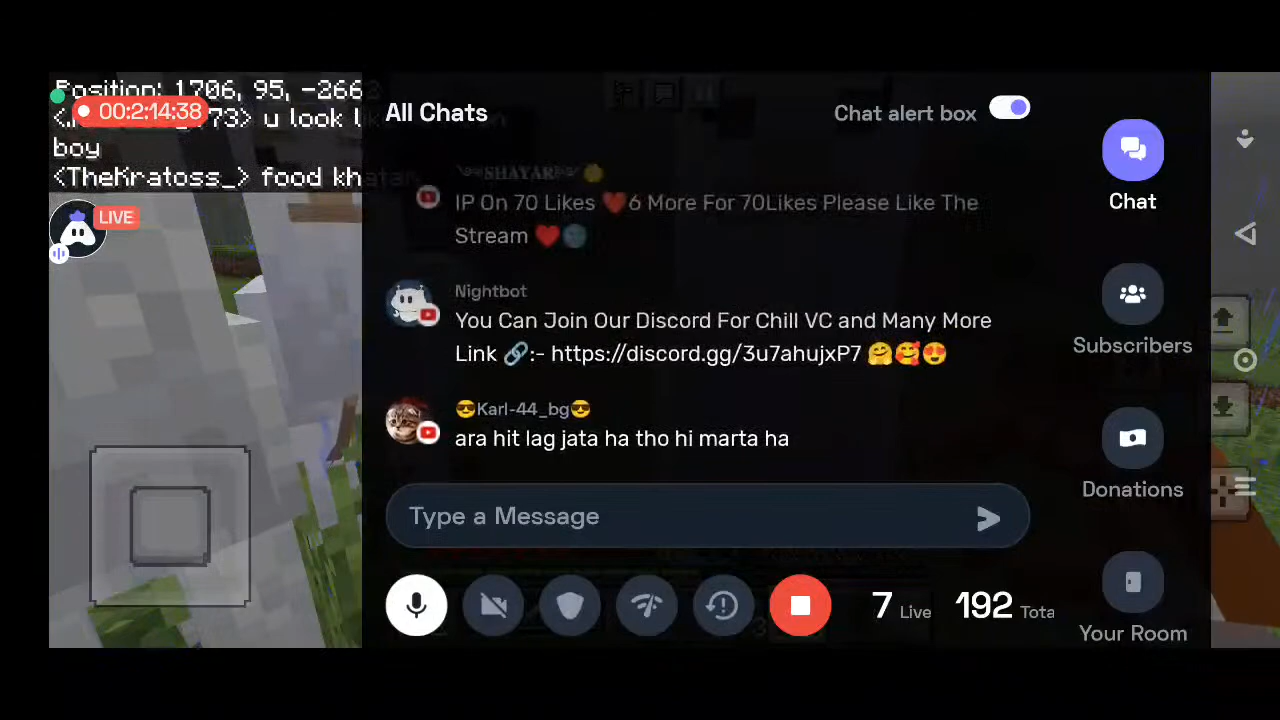 Position: 1706, 95, -266
00:2:14:38
73> u look l
boy
<TheKratoss_> food khatam
LIVE
All Chats
Chat alert box
SHAYAR
IP On 70 Likes ❤️6 More For 70Likes Please Like The
Stream ❤️🌚
Nightbot
You Can Join Our Discord For Chill VC and Many More
Link 🔗:- https://discord.gg/3u7ahujxP7 🤗🥰😍
😎Karl-44_bg😎
ara hit lag jata ha tho hi marta ha
Type a Message
7 Live
192 Tota
Chat
Subscribers
Donations
Your Room